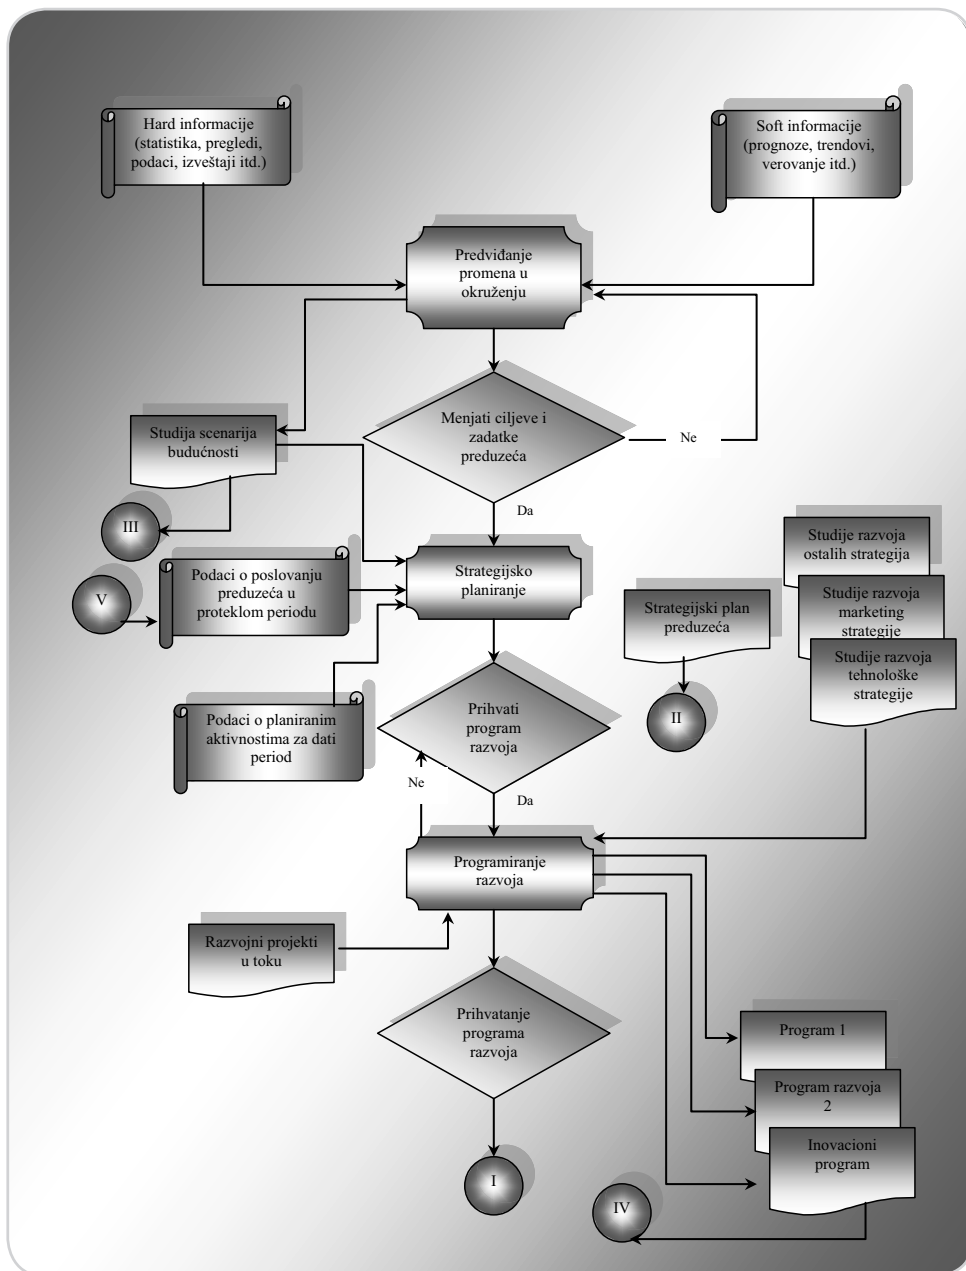 Hard informacije
(statistika, pregledi,
podaci, izveštaji itd.)
Soft informacije
(prognoze, trendovi,
verovanje itd.)
Predviđanje
promena u
okruženju
Menjati ciljeve i
zadatke
preduzeća
Ne
Studija scenarija
budućnosti
Da
III
Studije razvoja
ostalih strategija
Podaci o poslovanju
preduzeća u
proteklom periodu
V
Strategijsko
planiranje
Strategijski plan
preduzeća
Studije razvoja
marketing
strategije
Studije razvoja
tehnološke
strategije
Podaci o planiranim
aktivnostima za dati
period
Prihvati
program
razvoja
II
Ne
Da
Programiranje
razvoja
Razvojni projekti
u toku
Prihvatanje
programa
razvoja
Program 1
Program razvoja
2
Inovacioni
program
I
IV